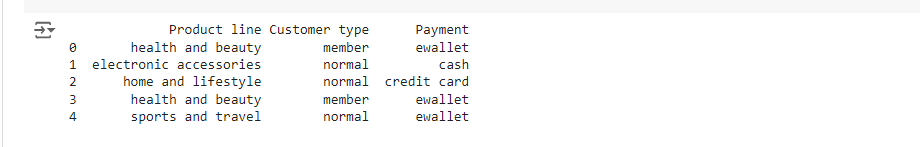 Product line Customer type Payment
0 health and beauty member ewallet
1 electronic accessories normal cash
2 home and lifestyle normal credit card
3 health and beauty member ewallet
4 sports and travel normal ewallet